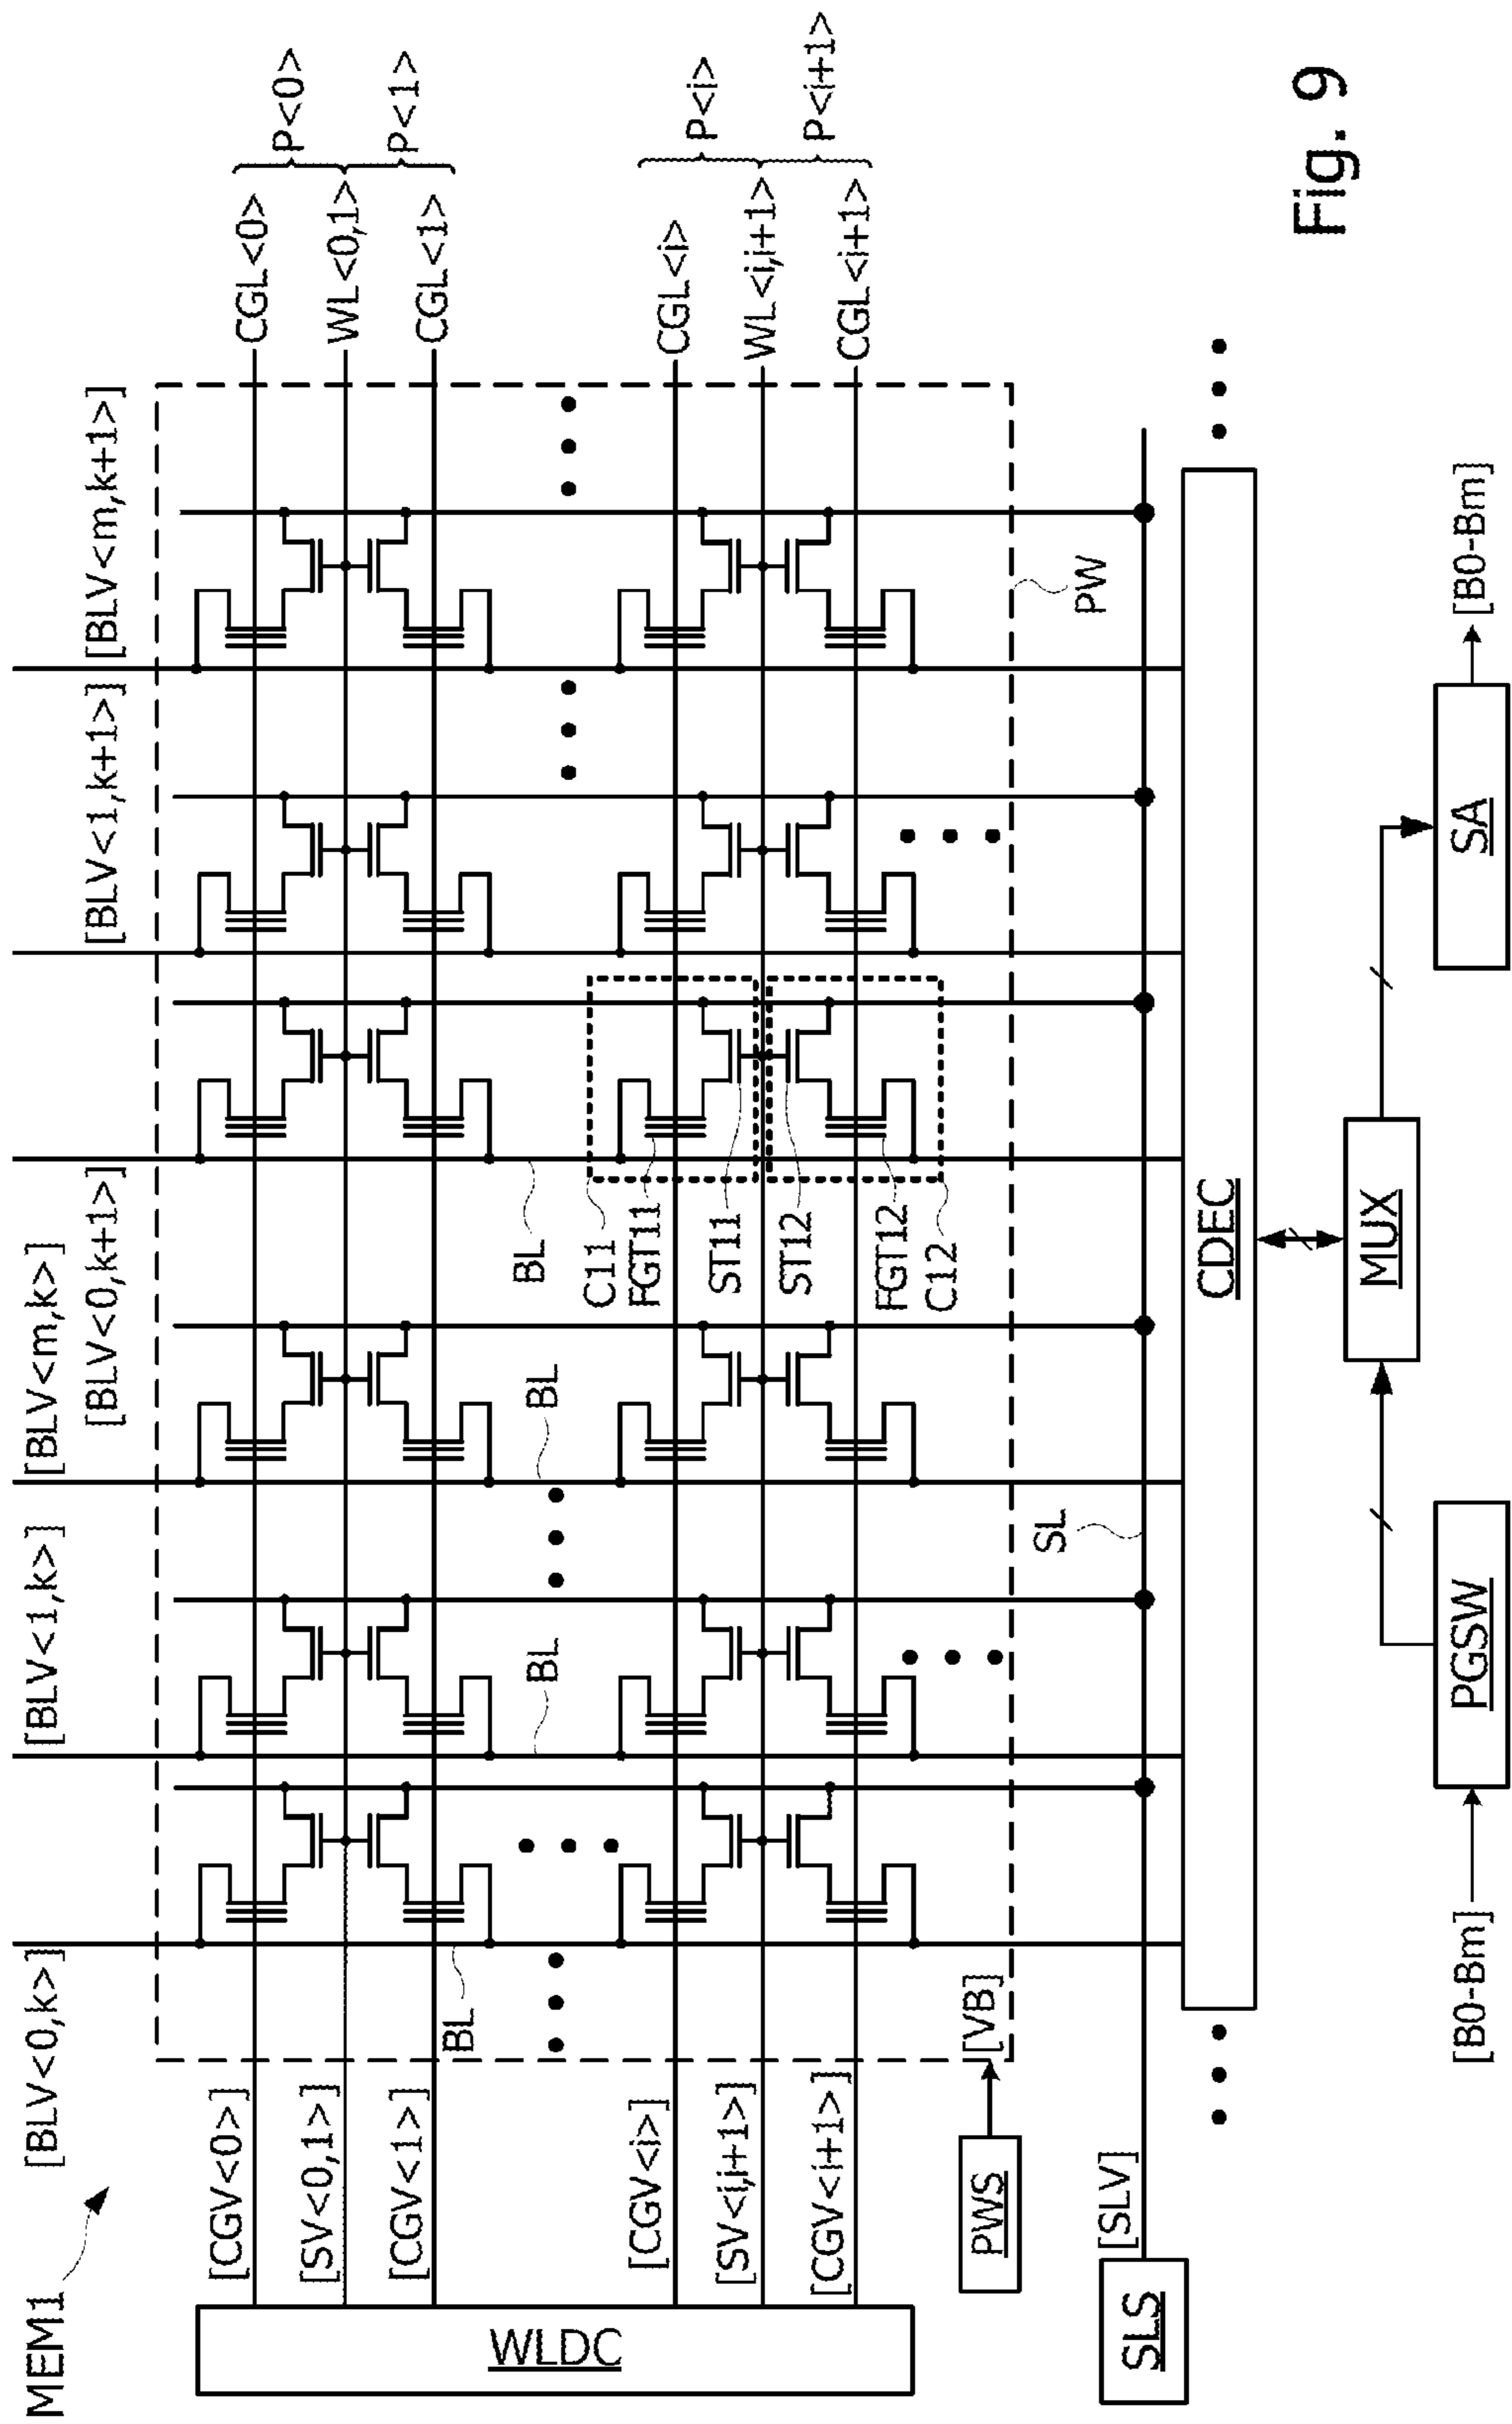 MEM1
[BLV<0,k>]
[BLV<1,k>]
[BLV<m,k>]
[BLV<0,k+1>]
[BLV<1,k+1>]
[BLV<m,k+1>]
[CGV<0>]
CGL<0>
P<0>
[SV<0,1>]
WL<0,1>
[CGV<1>]
CGL<1>
P<1>
BL
BL
BL
BL
WLDC
[CGV<i>]
CGL<i>
P<i>
[SV<i,i+1>]
WL<i,i+1>
[CGV<i+1>]
CGL<i+1>
P<i+1>
C11
FGT11
ST11
ST12
FGT12
C12
PWS
[VB]
PW
SLS
[SLV]
SL
CDEC
MUX
[B0-Bm]
PGSW
SA
[B0-Bm]
Fig. 9